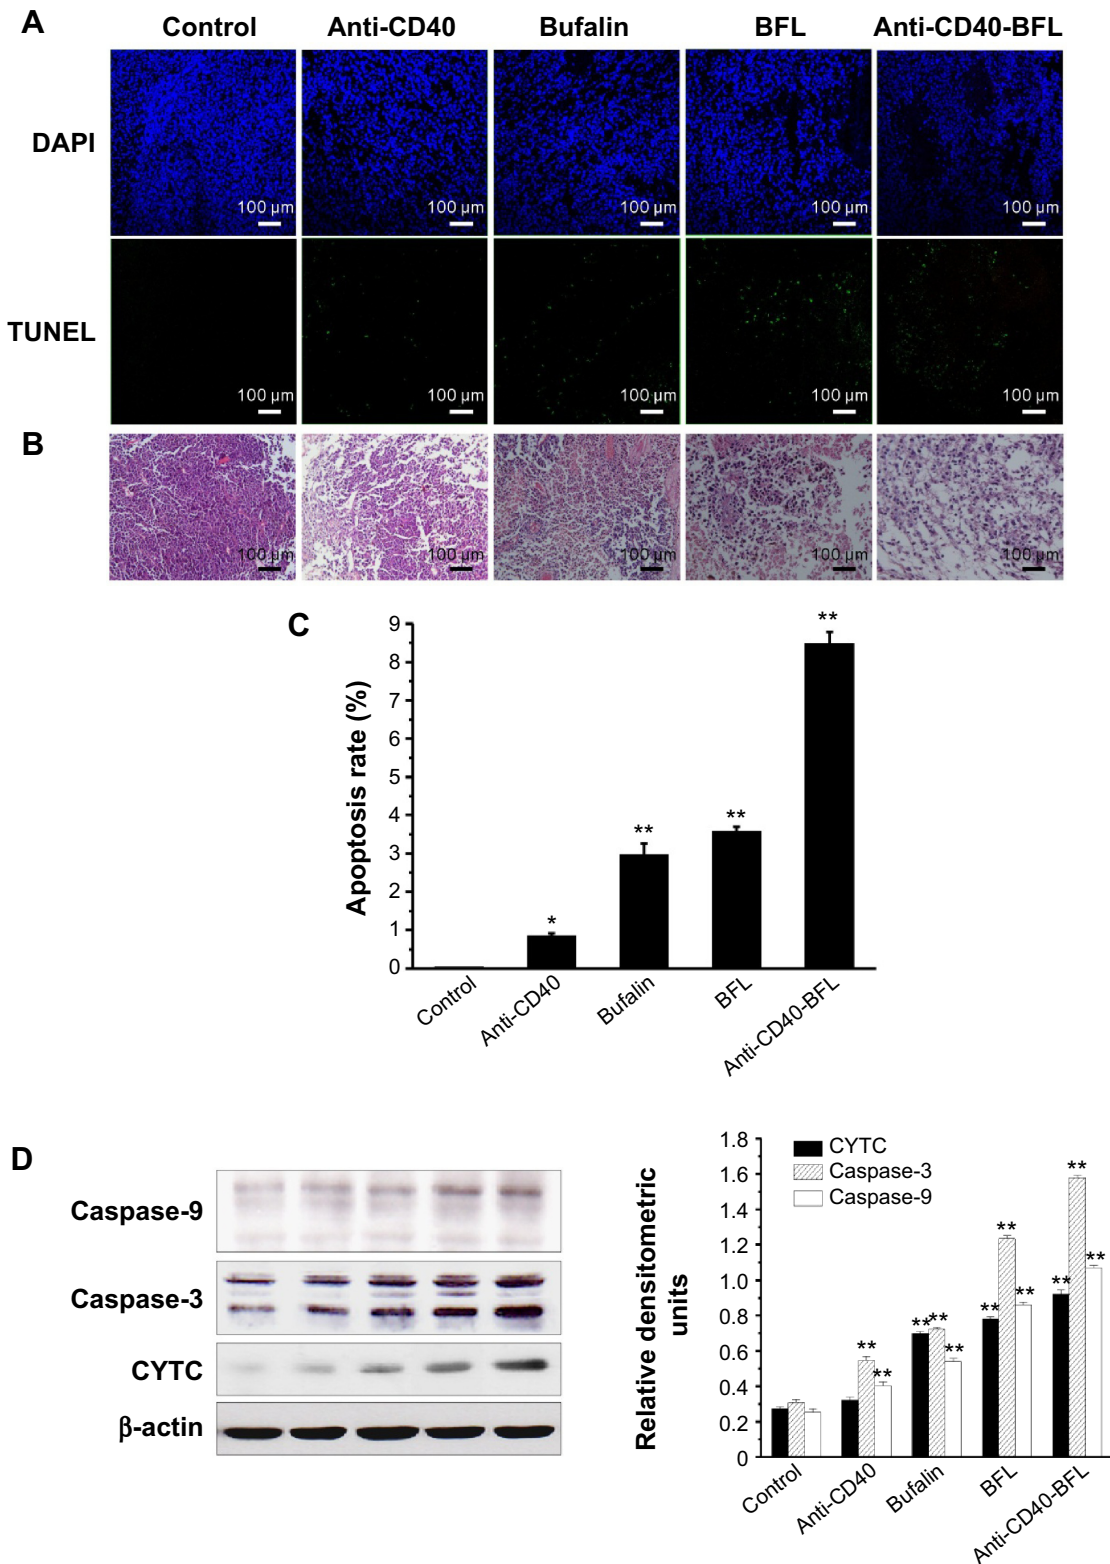 A
Control Anti-CD40 Bufalin BFL Anti-CD40-BFL
DAPI
100 µm 100 µm 100 µm 100 µm 100 µm
TUNEL
100 µm 100 µm 100 µm 100 µm 100 µm
B
100 µm 100 µm 100 µm 100 µm 100 µm
C
Apoptosis rate (%)
9
8
7
6
5
4
3
2
1
0
*
**
**
**
Control Anti-CD40 Bufalin BFL Anti-CD40-BFL
D
Caspase-9
Caspase-3
CYTC
β-actin
Relative densitometric
units
1.8
1.6
1.4
1.2
1.0
0.8
0.6
0.4
0.2
0
CYTC
Caspase-3
Caspase-9
** **
** ** **
** ** **
** ** **
Control Anti-CD40 Bufalin BFL Anti-CD40-BFL